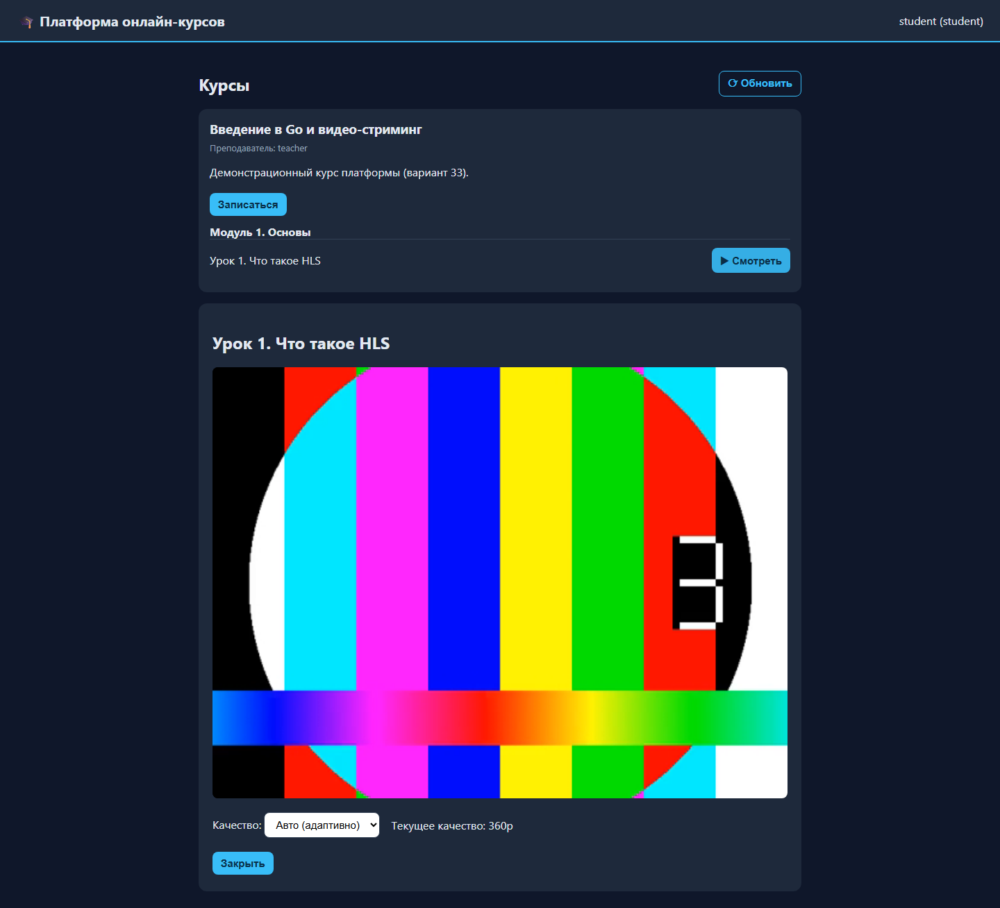 Платформа онлайн-курсов
student (student)
Курсы
⟳ Обновить
Введение в Go и видео-стриминг
Преподаватель: teacher
Демонстрационный курс платформы (вариант 33).
Записаться
Модуль 1. Основы
Урок 1. Что такое HLS
▶ Смотреть
Урок 1. Что такое HLS
3
Качество: Авто (адаптивно) Текущее качество: 360p
Закрыть